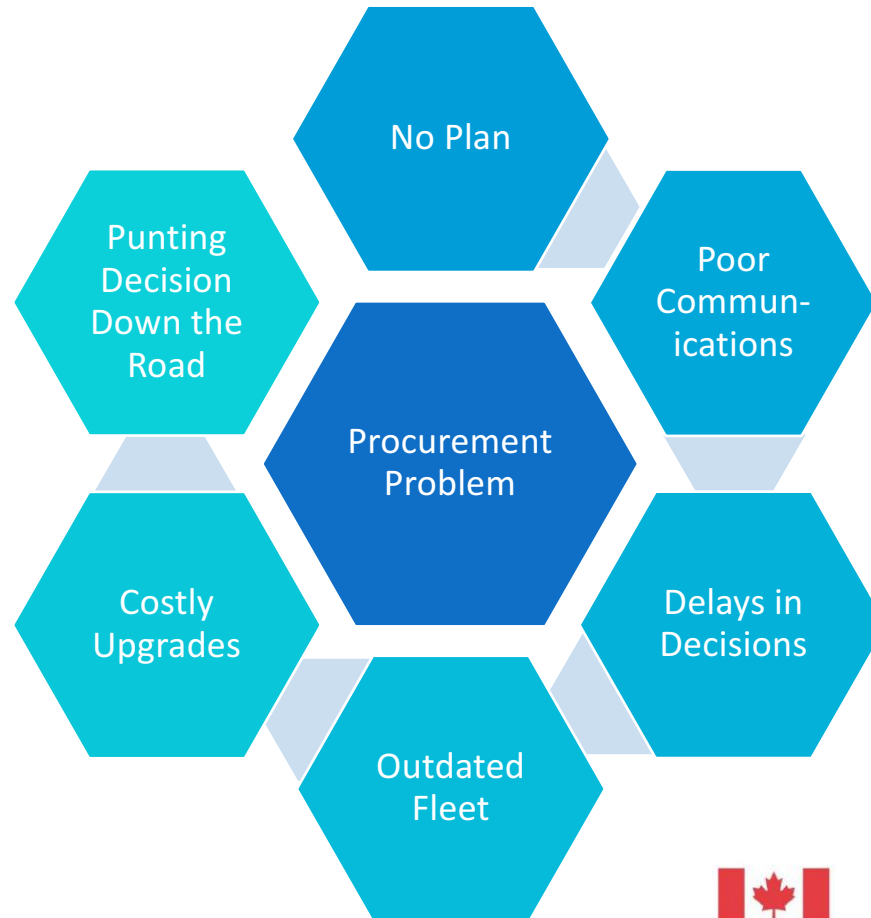 No Plan
Poor
Commun-
ications
Delays in
Decisions
Outdated
Fleet
Costly
Upgrades
Punting
Decision
Down the
Road
Procurement
Problem